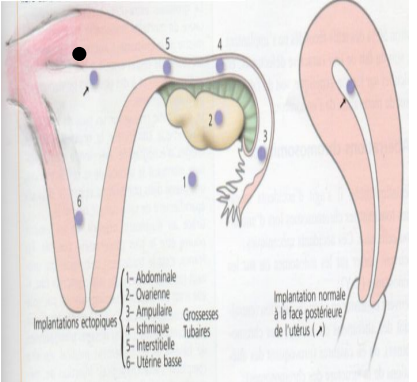 5
4
2
3
1
6
Implantations ectopiques
1– Abdominale
2– Ovarienne
3– Ampullaire
4– Isthmique
5– Interstitielle
6– Utérine basse
Grossesses
Tubaires
Implantation normale
à la face postérieure
de l'utérus (↗)